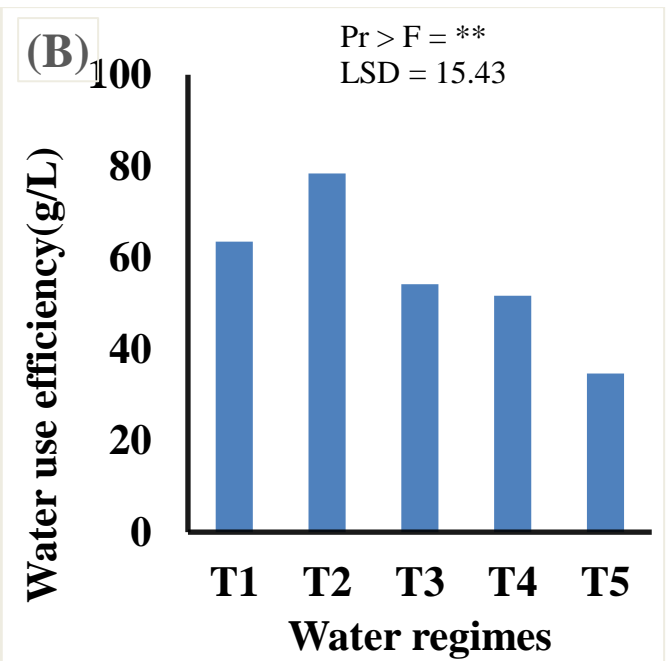 (B)
Pr > F = **
LSD = 15.43
Water use efficiency(g/L)
100
80
60
40
20
0
T1 T2 T3 T4 T5
Water regimes